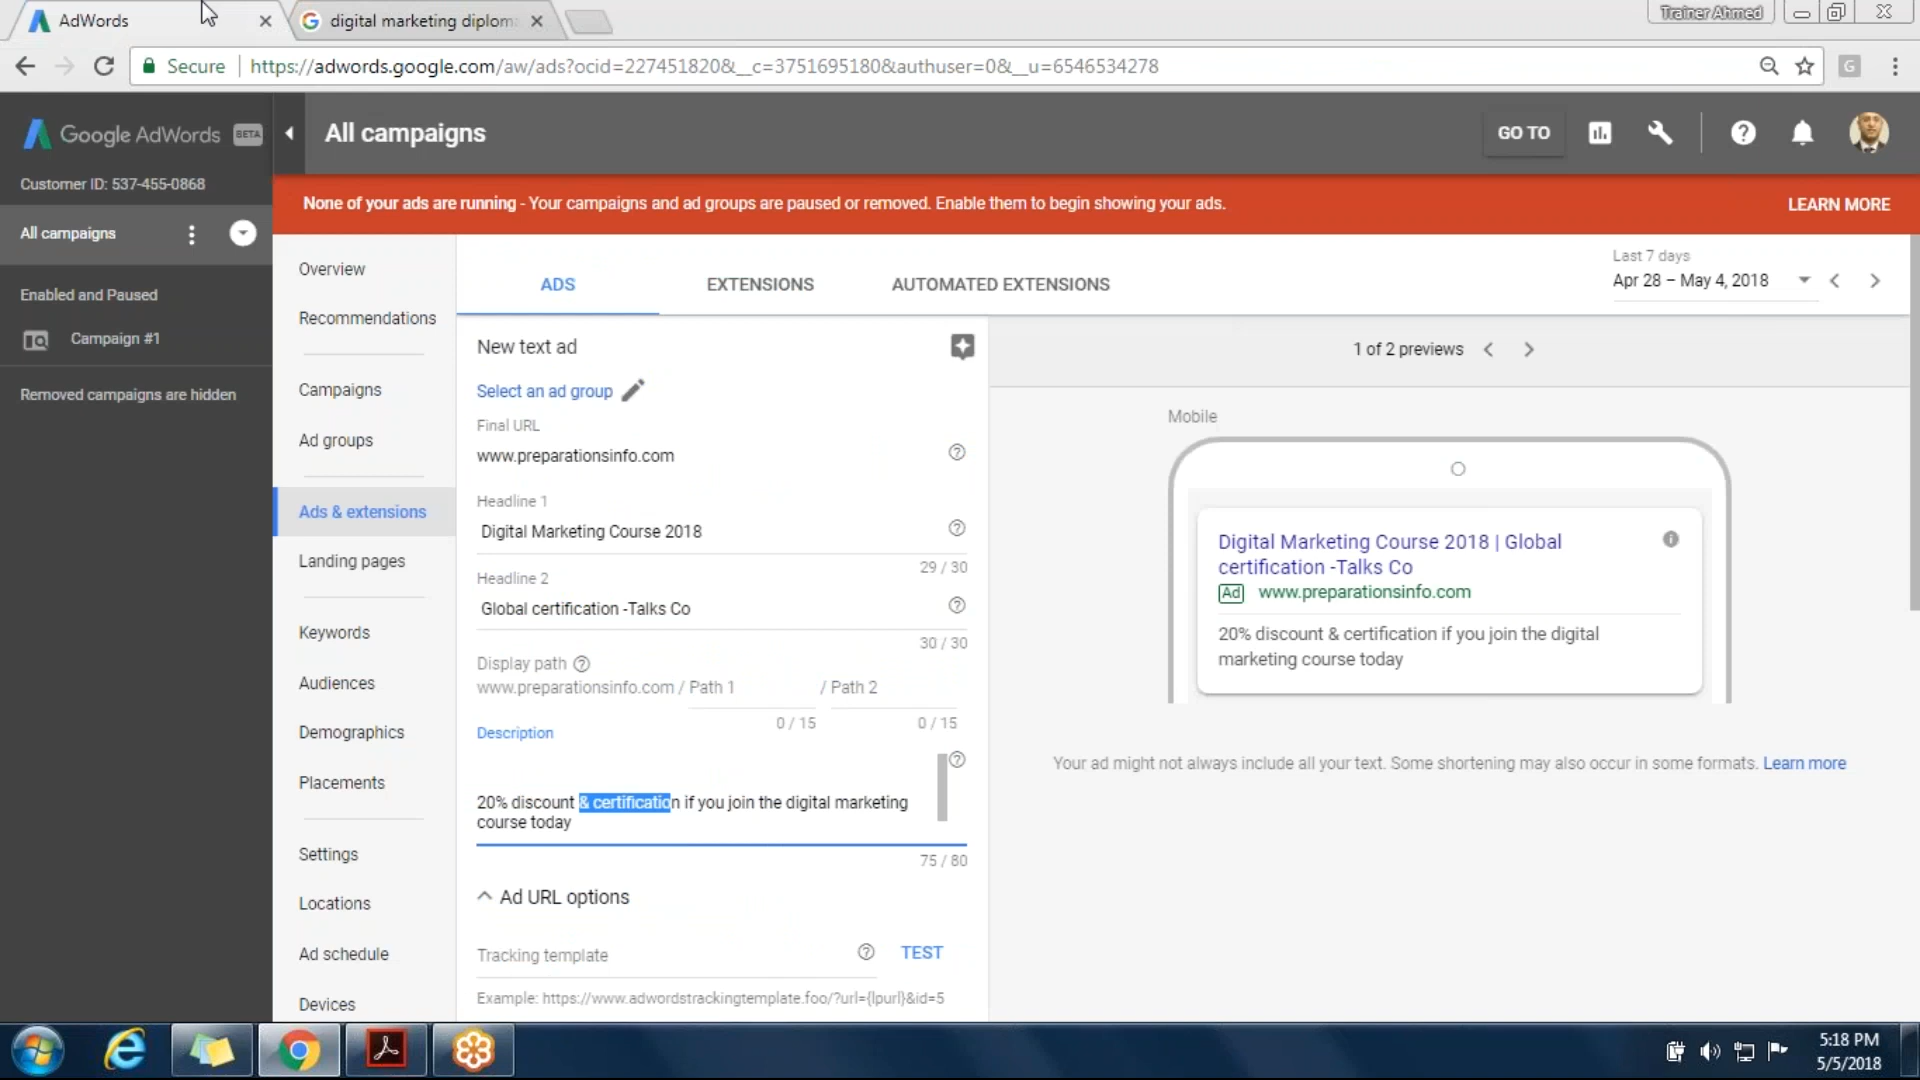 AdWords
digital marketing diplom
Trainer Ahmed
Secure
https://adwords.google.com/aw/ads?ocid=227451820&__c=3751695180&authuser=0&__u=6546534278
G
Google AdWords BETA
All campaigns
GO TO
Customer ID: 537-455-0868
None of your ads are running - Your campaigns and ad groups are paused or removed. Enable them to begin showing your ads.
LEARN MORE
All campaigns
Enabled and Paused
Campaign #1
Removed campaigns are hidden
Overview
Recommendations
Campaigns
Ad groups
Ads & extensions
Landing pages
Keywords
Audiences
Demographics
Placements
Settings
Locations
Ad schedule
Devices
ADS
EXTENSIONS
AUTOMATED EXTENSIONS
Last 7 days
Apr 28 – May 4, 2018
New text ad
Select an ad group
Final URL
www.preparationsinfo.com
Headline 1
Digital Marketing Course 2018
29 / 30
Headline 2
Global certification -Talks Co
30 / 30
Display path
www.preparationsinfo.com / Path 1 / Path 2
0 / 15
0 / 15
Description
20% discount & certification if you join the digital marketing
course today
75 / 80
Ad URL options
Tracking template
TEST
Example: https://www.adwordstrackingtemplate.foo/?url={lpurl}&id=5
1 of 2 previews
Mobile
Digital Marketing Course 2018 | Global
certification -Talks Co
Ad www.preparationsinfo.com
20% discount & certification if you join the digital
marketing course today
Your ad might not always include all your text. Some shortening may also occur in some formats. Learn more
5:18 PM
5/5/2018